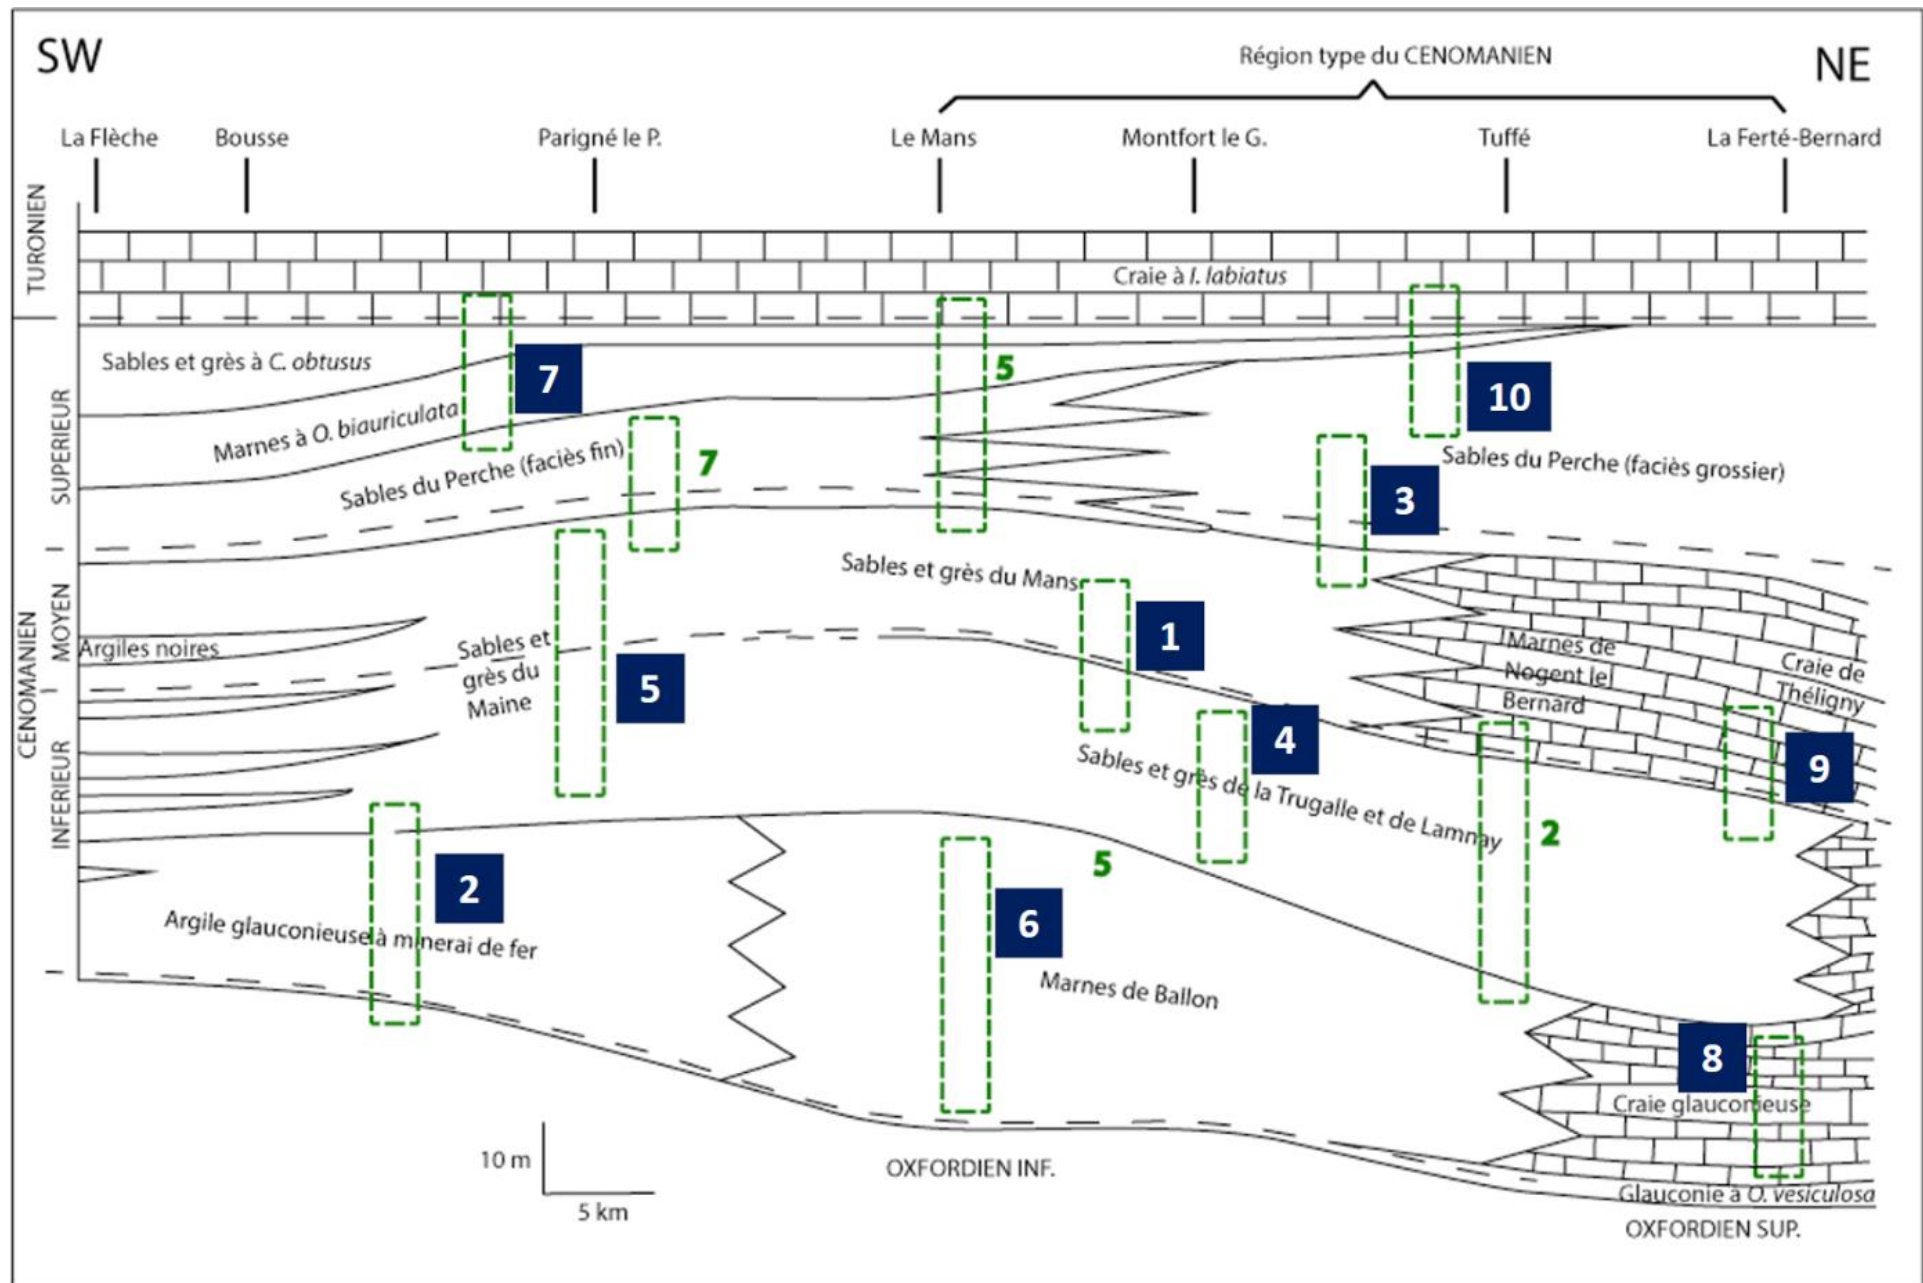 SW
Région type du CENOMANIEN
NE
La Flèche
Bousse
Parigné le P.
Le Mans
Montfort le G.
Tuffé
La Ferté-Bernard
TURONIEN
Craie à I. labiatus
CENOMANIEN
SUPERIEUR
MOYEN
INFERIEUR
Sables et grès à C. obtusus
7
5
10
Marnes à O. biauriculata
Sables du Perche (faciès fin)
7
Sables du Perche (faciès grossier)
3
Sables et grès du Mans
1
Argiles noires
Sables et
grès du
Maine
5
Marnes de
Nogent le
Bernard
Craie de
Théligny
4
9
Sables et grès de la Trugalle et de Lamnay
2
5
2
6
Argile glauconieuse à minerai de fer
Marnes de Ballon
8
Craie glauconieuse
10 m
5 km
OXFORDIEN INF.
Glauconie à O. vesiculosa
OXFORDIEN SUP.